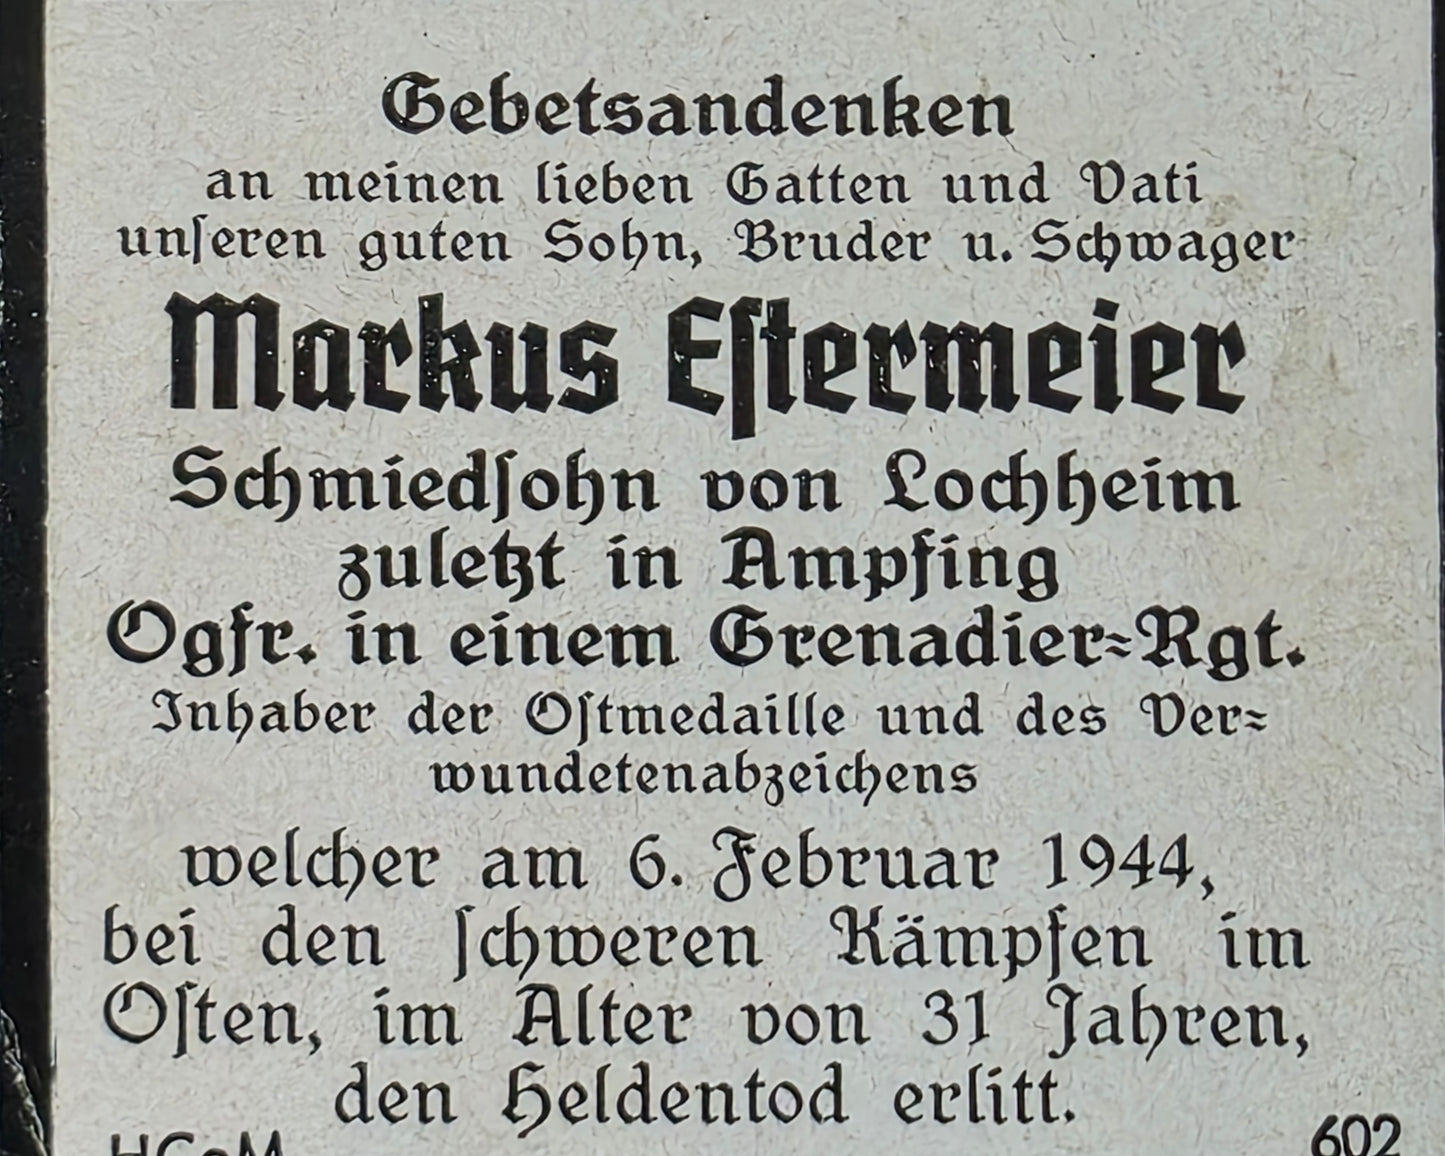 Gebetsandenken
an meinen lieben Gatten und Vati
unſeren guten Sohn, Bruder u. Schwager
Markus Eſtermeier
Schmiedſohn von Lochheim
zuletzt in Ampfing
Ogfr. in einem Grenadier⸗Rgt.
Inhaber der Oſtmedaille und des Ver⸗
wundetenabzeichens
welcher am 6. Februar 1944,
bei den ſchweren Kämpfen im
Oſten, im Alter von 31 Jahren,
den Heldentod erlitt.
602